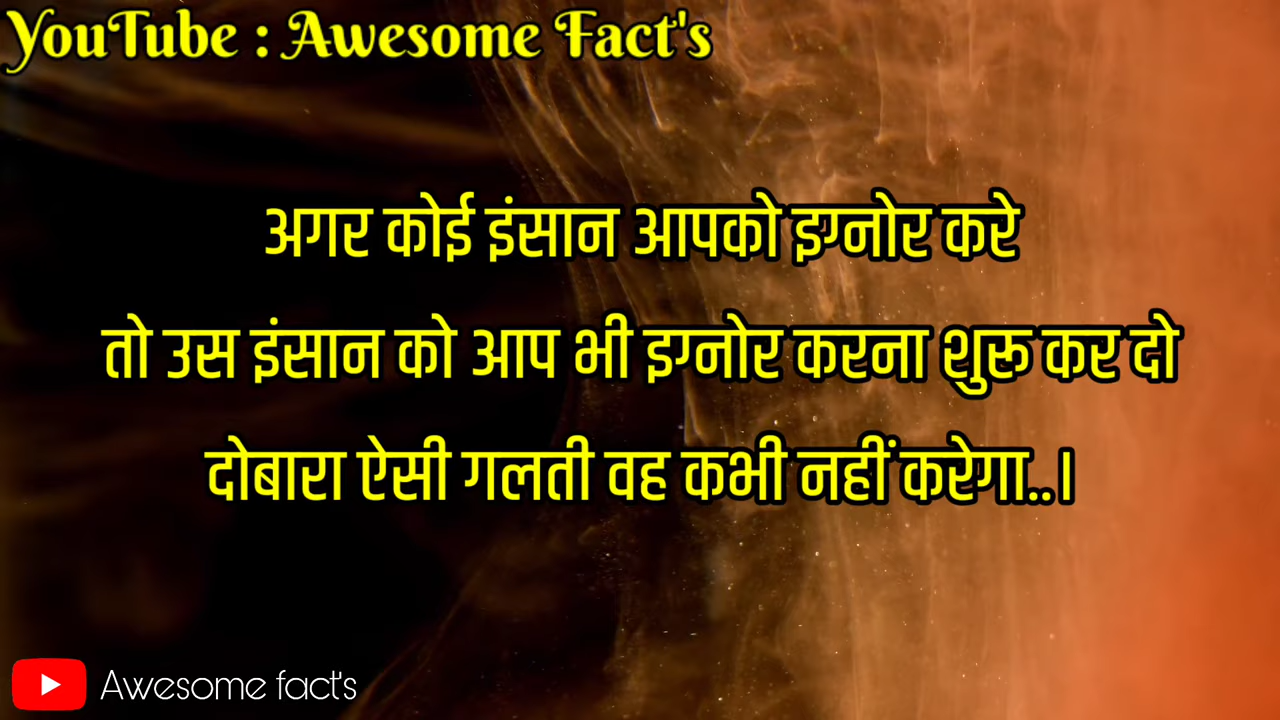 YouTube : Awesome Fact's
अगर कोई इंसान आपको इग्नोर करे
तो उस इंसान को आप भी इग्नोर करना शुरू कर दो
दोबारा ऐसी गलती वह कभी नहीं करेगा..।
Awesome fact's